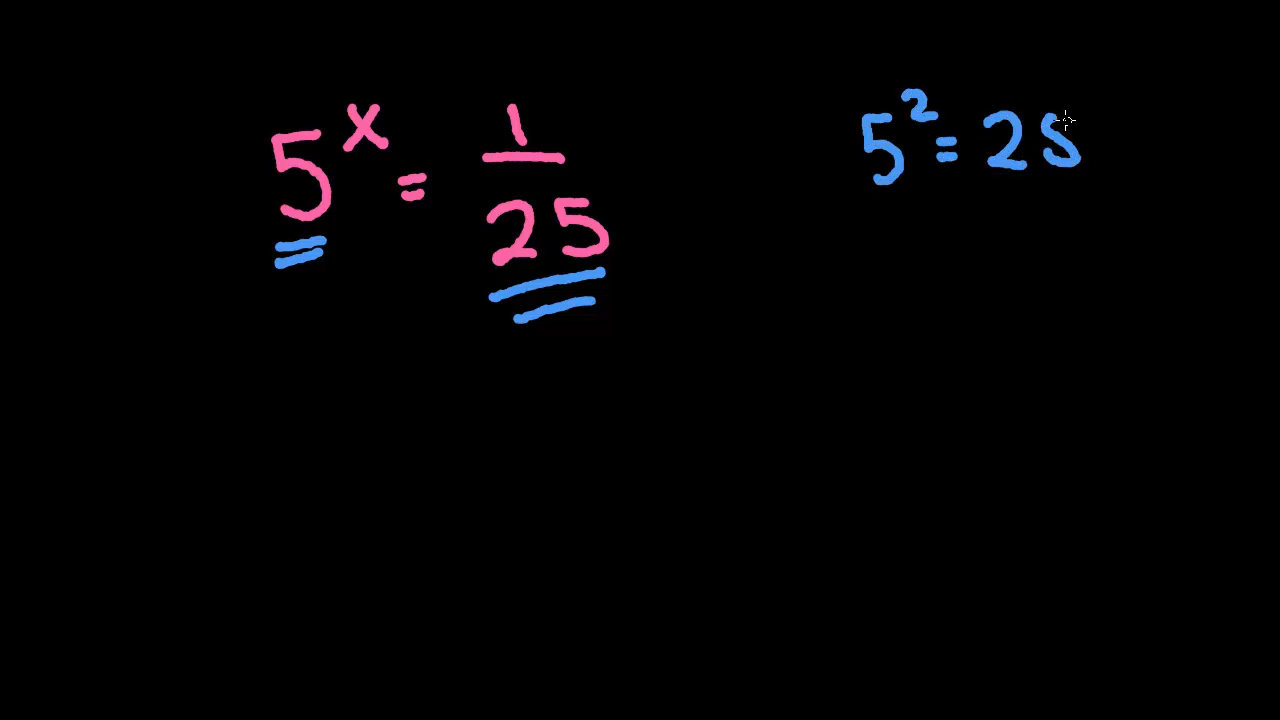 5^x = 1/25
5^2 = 25